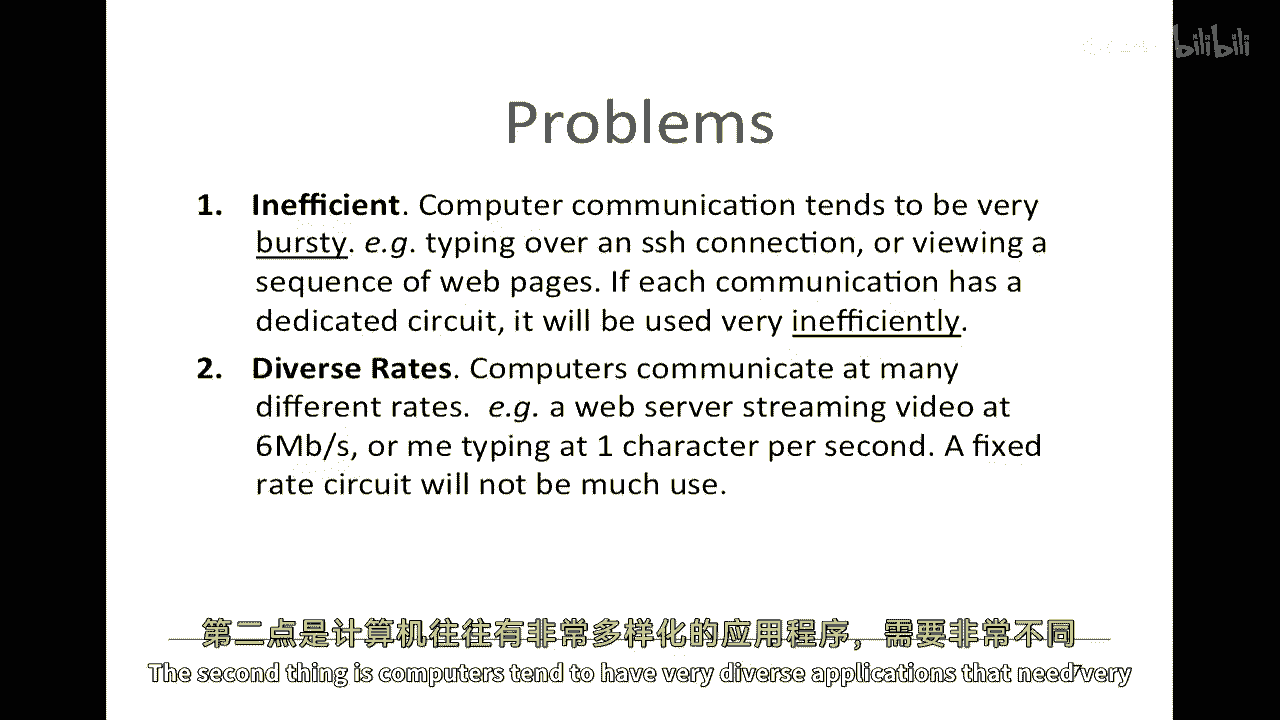 bilibili
Problems
1. Inefficient. Computer communication tends to be very
bursty. e.g. typing over an ssh connection, or viewing a
sequence of web pages. If each communication has a
dedicated circuit, it will be used very inefficiently.
2. Diverse Rates. Computers communicate at many
different rates. e.g. a web server streaming video at
6Mb/s, or me typing at 1 character per second. A fixed
rate circuit will not be much use.
第二点是计算机往往有非常多样化的应用程序，需要非常不同
The second thing is computers tend to have very diverse applications that need very